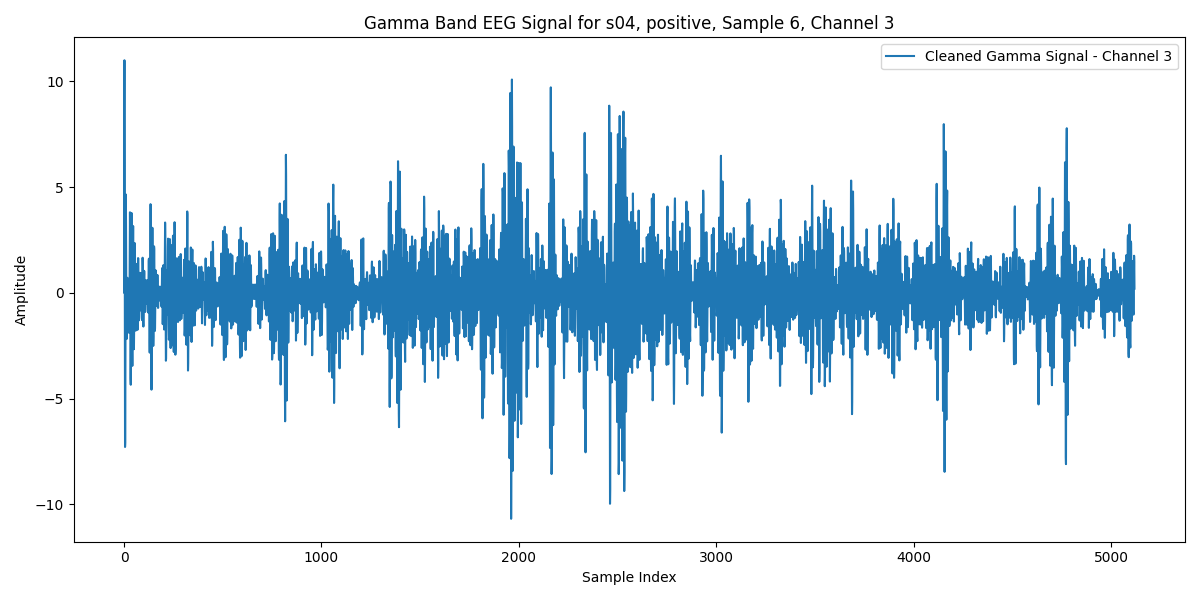 Gamma Band EEG Signal for s04, positive, Sample 6, Channel 3
Cleaned Gamma Signal - Channel 3
Amplitude
10
5
0
−5
−10
0 1000 2000 3000 4000 5000
Sample Index